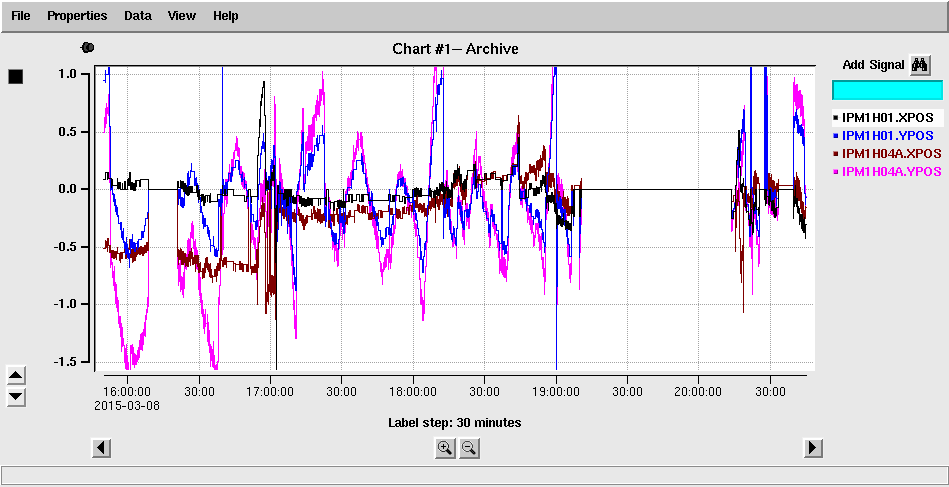 File Properties Data View Help
Chart #1– Archive
Add Signal
IPM1H01.XPOS
IPM1H01.YPOS
IPM1H04A.XPOS
IPM1H04A.YPOS
1.0
0.5
0.0
-0.5
-1.0
-1.5
16:00:00 30:00 17:00:00 30:00 18:00:00 30:00 19:00:00 30:00 20:00:00 30:00
2015-03-08
Label step: 30 minutes